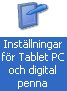 Inställningar
för Tablet PC
och digital
penna